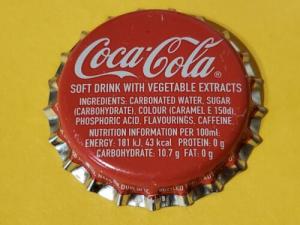 Coca-Cola®
SOFT DRINK WITH VEGETABLE EXTRACTS
INGREDIENTS: CARBONATED WATER, SUGAR
(CARBOHYDRATE), COLOUR (CARAMEL E 150d),
PHOSPHORIC ACID, FLAVOURINGS, CAFFEINE.
NUTRITION INFORMATION PER 100ml:
ENERGY: 181 kJ, 43 kcal PROTEIN: 0 g
CARBOHYDRATE: 10.7 g FAT: 0 g